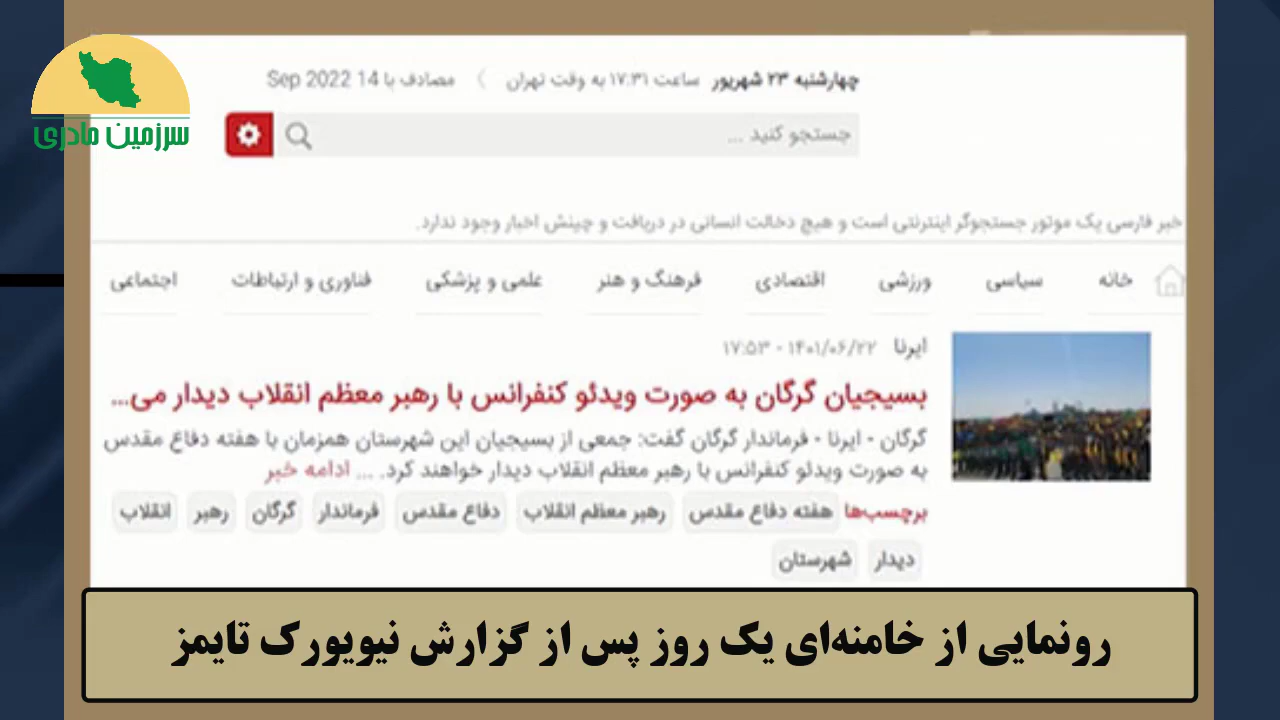 سرزمین مادری
چهارشنبه ۲۳ شهریور ساعت ۱۷:۳۱ به وقت تهران 〉 مصادف با 14 Sep 2022
جستجو کنید ...
خبر فارسی یک موتور جستجوگر اینترنتی است و هیچ دخالت انسانی در دریافت و چینش اخبار وجود ندارد.
خانه سیاسی ورزشی اقتصادی فرهنگ و هنر علمی و پزشکی فناوری و ارتباطات اجتماعی
ایرنا ۱۴۰۱/۰۶/۲۲ - ۱۷:۵۳
بسیجیان گرگان به صورت ویدئو کنفرانس با رهبر معظم انقلاب دیدار می...
گرگان - ایرنا - فرماندار گرگان گفت: جمعی از بسیجیان این شهرستان همزمان با هفته دفاع مقدس
به صورت ویدئو کنفرانس با رهبر معظم انقلاب دیدار خواهند کرد. ... ادامه خبر
برچسب‌ها هفته دفاع مقدس رهبر معظم انقلاب دفاع مقدس فرماندار گرگان رهبر انقلاب
دیدار شهرستان
رونمایی از خامنه‌ای یک روز پس از گزارش نیویورک تایمز